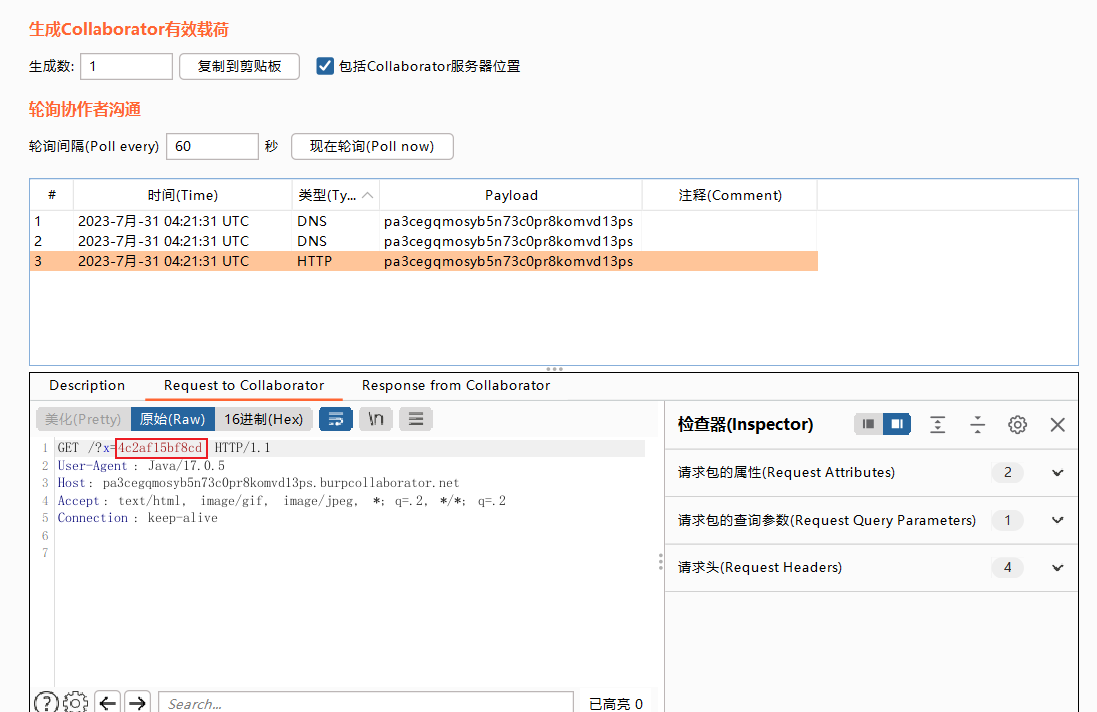 生成Collaborator有效载荷
生成数: 1 复制到剪贴板 包括Collaborator服务器位置
轮询协作者沟通
轮询间隔(Poll every) 60 秒 现在轮询(Poll now)
# 时间(Time) 类型(Ty... Payload 注释(Comment)
1 2023-7月-31 04:21:31 UTC DNS pa3cegqmosyb5n73c0pr8komvd13ps
2 2023-7月-31 04:21:31 UTC DNS pa3cegqmosyb5n73c0pr8komvd13ps
3 2023-7月-31 04:21:31 UTC HTTP pa3cegqmosyb5n73c0pr8komvd13ps
Description Request to Collaborator Response from Collaborator
美化(Pretty) 原始(Raw) 16进制(Hex) \n
1 GET /?x=4c2af15bf8cd HTTP/1.1
2 User-Agent : Java/17.0.5
3 Host: pa3cegqmosyb5n73c0pr8komvd13ps.burpcollaborator.net
4 Accept: text/html, image/gif, image/jpeg, *; q=.2, */*; q=.2
5 Connection : keep-alive
6
7
检查器(Inspector)
请求包的属性(Request Attributes) 2
请求包的查询参数(Request Query Parameters) 1
请求头(Request Headers) 4
? Search... 已高亮 0